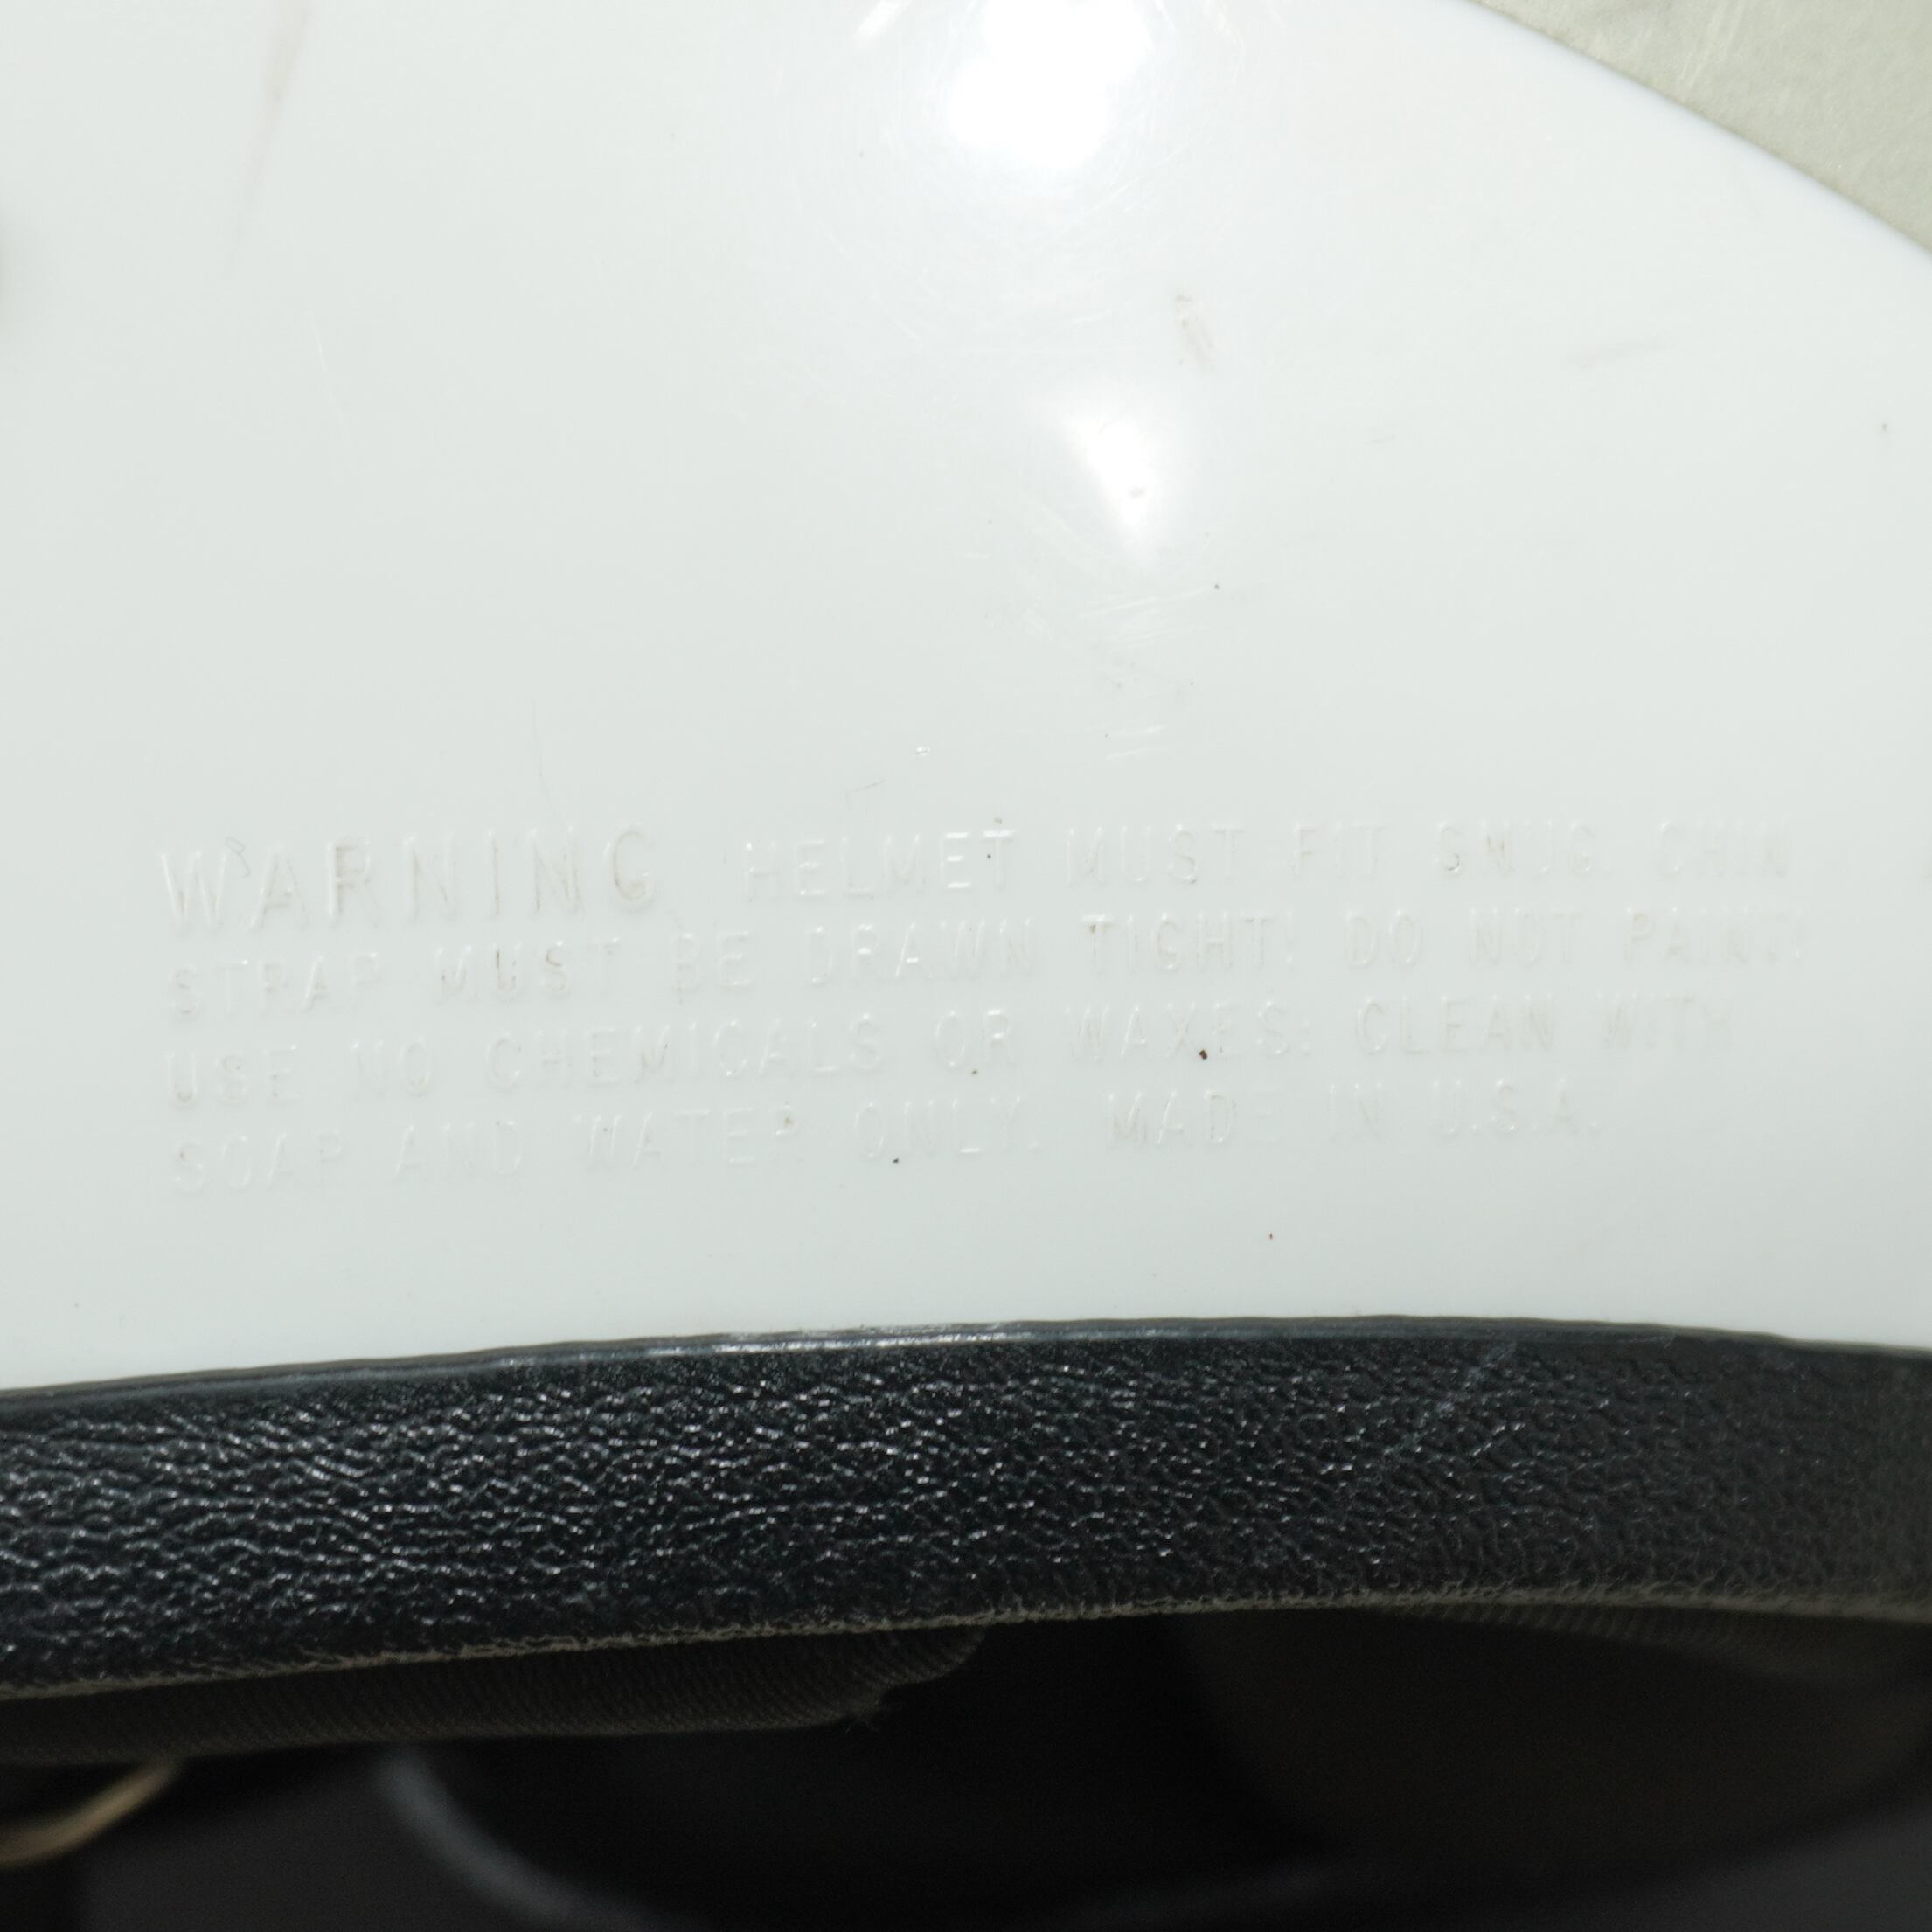 WARNING HELMET MUST FIT SNUG. CHIN
STRAP MUST BE DRAWN TIGHT. DO NOT PAINT.
USE NO CHEMICALS OR WAXES. CLEAN WITH
SOAP AND WATER ONLY. MADE IN U.S.A.